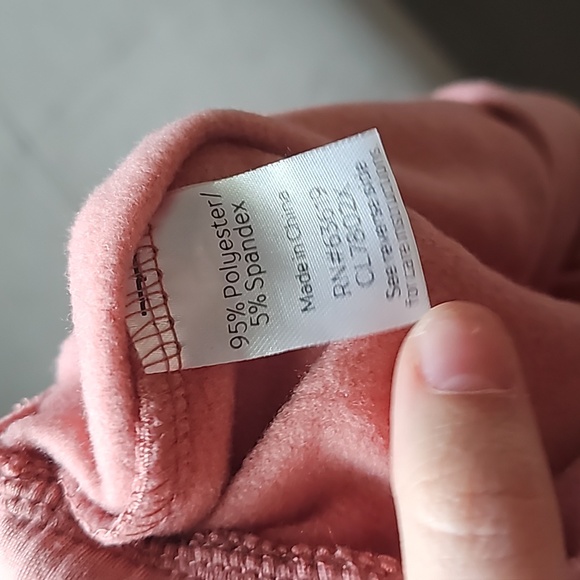 95% Polyester/
5% Spandex
Made in China
RN#63619
CL7802X
See reverse side
for care instructions.